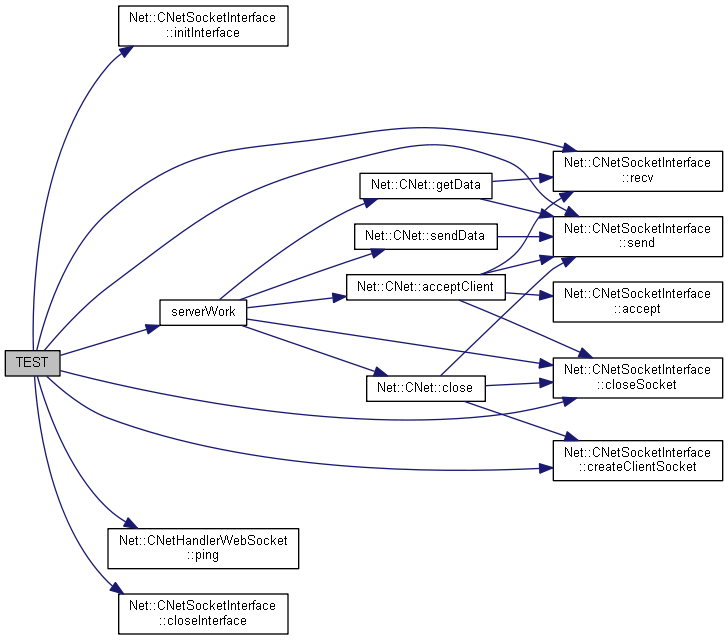 Net::CNetSocketInterface
::initInterface
Net::CNetSocketInterface
::recv
Net::CNet::getData
Net::CNetSocketInterface
::send
Net::CNet::sendData
Net::CNet::acceptClient
Net::CNetSocketInterface
::accept
serverWork
TEST
Net::CNetSocketInterface
::closeSocket
Net::CNet::close
Net::CNetSocketInterface
::createClientSocket
Net::CNetHandlerWebSocket
::ping
Net::CNetSocketInterface
::closeInterface